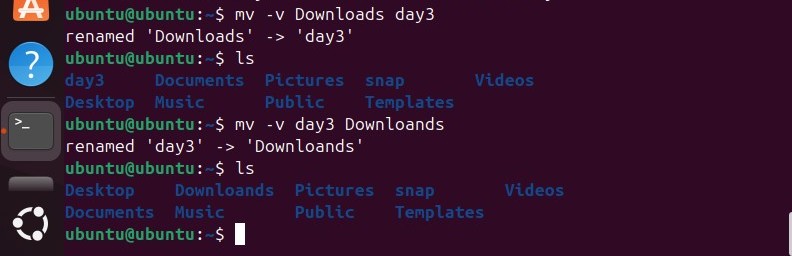 ubuntu@ubuntu:~$ mv -v Downloads day3
renamed 'Downloads' -> 'day3'
ubuntu@ubuntu:~$ ls
day3 Documents Pictures snap Videos
Desktop Music Public Templates
ubuntu@ubuntu:~$ mv -v day3 Downloands
renamed 'day3' -> 'Downloands'
ubuntu@ubuntu:~$ ls
Desktop Downloands Pictures snap Videos
Documents Music Public Templates
ubuntu@ubuntu:~$